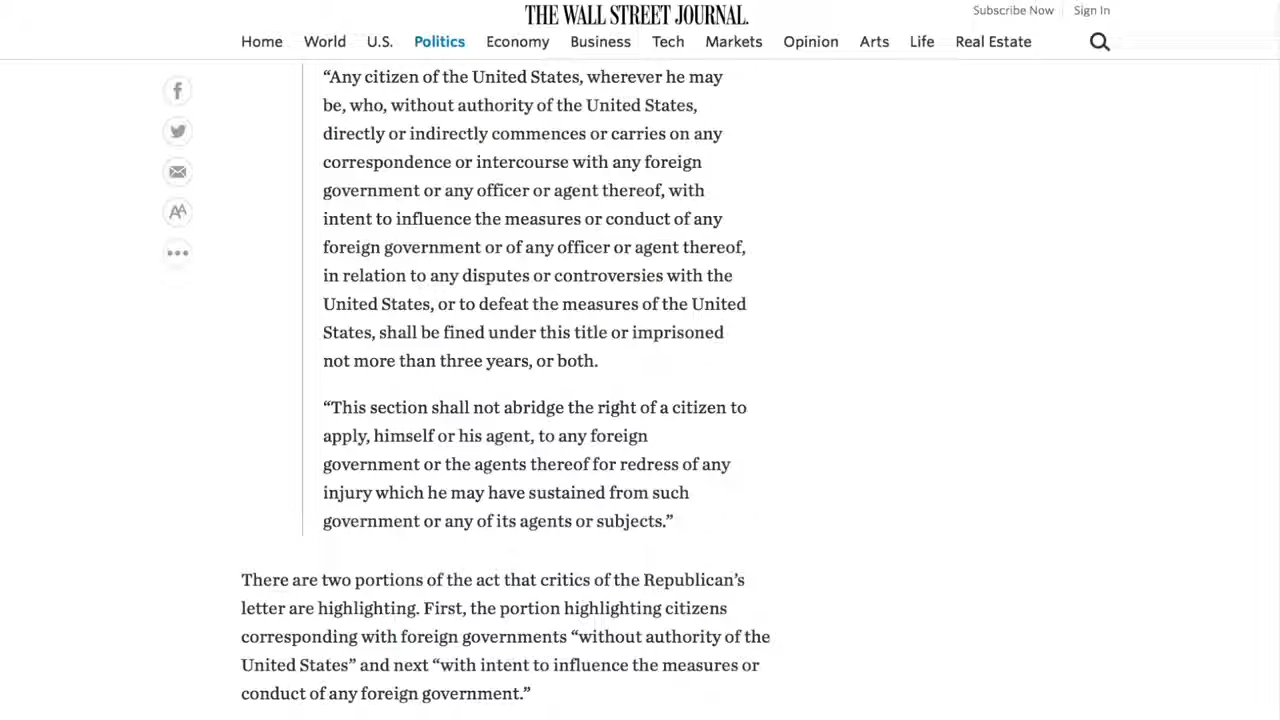 THE WALL STREET JOURNAL.
Subscribe Now Sign In
Home World U.S. Politics Economy Business Tech Markets Opinion Arts Life Real Estate
“Any citizen of the United States, wherever he may
be, who, without authority of the United States,
directly or indirectly commences or carries on any
correspondence or intercourse with any foreign
government or any officer or agent thereof, with
intent to influence the measures or conduct of any
foreign government or of any officer or agent thereof,
in relation to any disputes or controversies with the
United States, or to defeat the measures of the United
States, shall be fined under this title or imprisoned
not more than three years, or both.
“This section shall not abridge the right of a citizen to
apply, himself or his agent, to any foreign
government or the agents thereof for redress of any
injury which he may have sustained from such
government or any of its agents or subjects.”
There are two portions of the act that critics of the Republican’s
letter are highlighting. First, the portion highlighting citizens
corresponding with foreign governments “without authority of the
United States” and next “with intent to influence the measures or
conduct of any foreign government.”